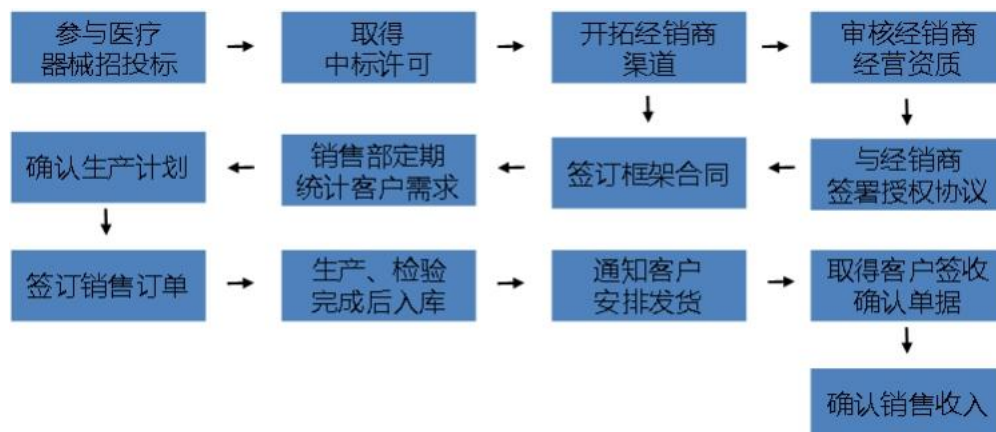 参与医疗
器械招投标
取得
中标许可
开拓经销商
渠道
审核经销商
经营资质
确认生产计划
销售部定期
统计客户需求
签订框架合同
与经销商
签署授权协议
签订销售订单
生产、检验
完成后入库
通知客户
安排发货
取得客户签收
确认单据
确认销售收入